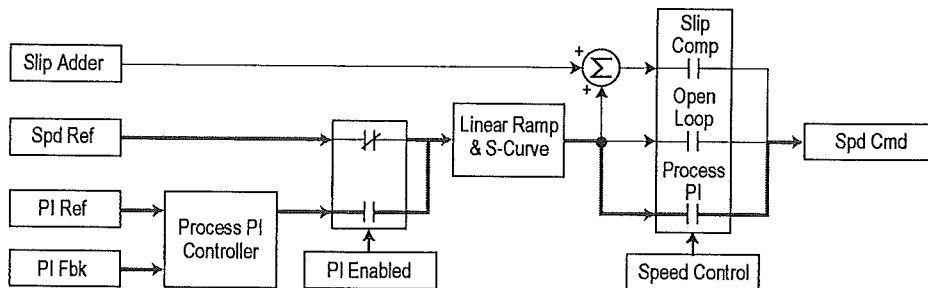 Slip Adder
+
+
Σ
Slip
Comp
Open
Loop
Process
PI
Spd Ref
Linear Ramp
& S-Curve
Spd Cmd
PI Ref
PI Fbk
Process PI
Controller
PI Enabled
Speed Control